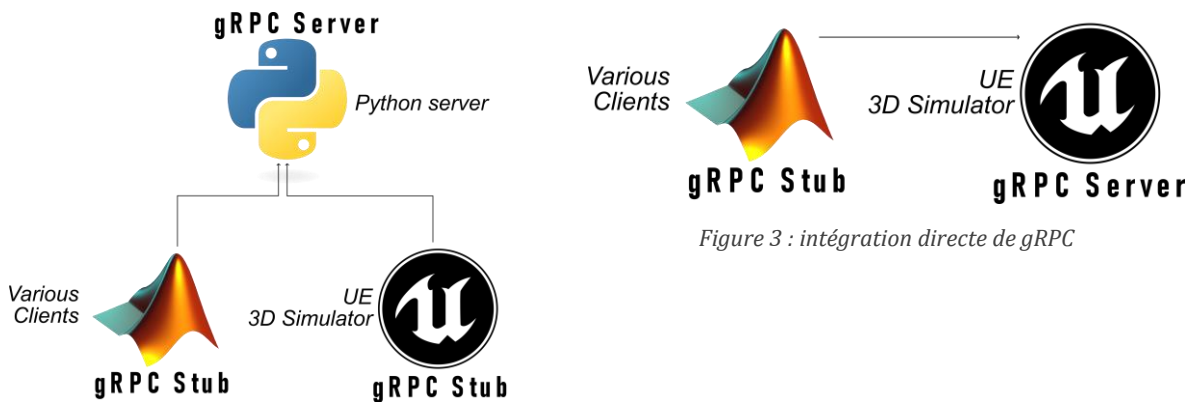 gRPC Server
Python server
Various
Clients
gRPC Stub
UE
3D Simulator
gRPC Stub
Various
Clients
gRPC Stub
UE
3D Simulator
gRPC Server
Figure 3 : intégration directe de gRPC